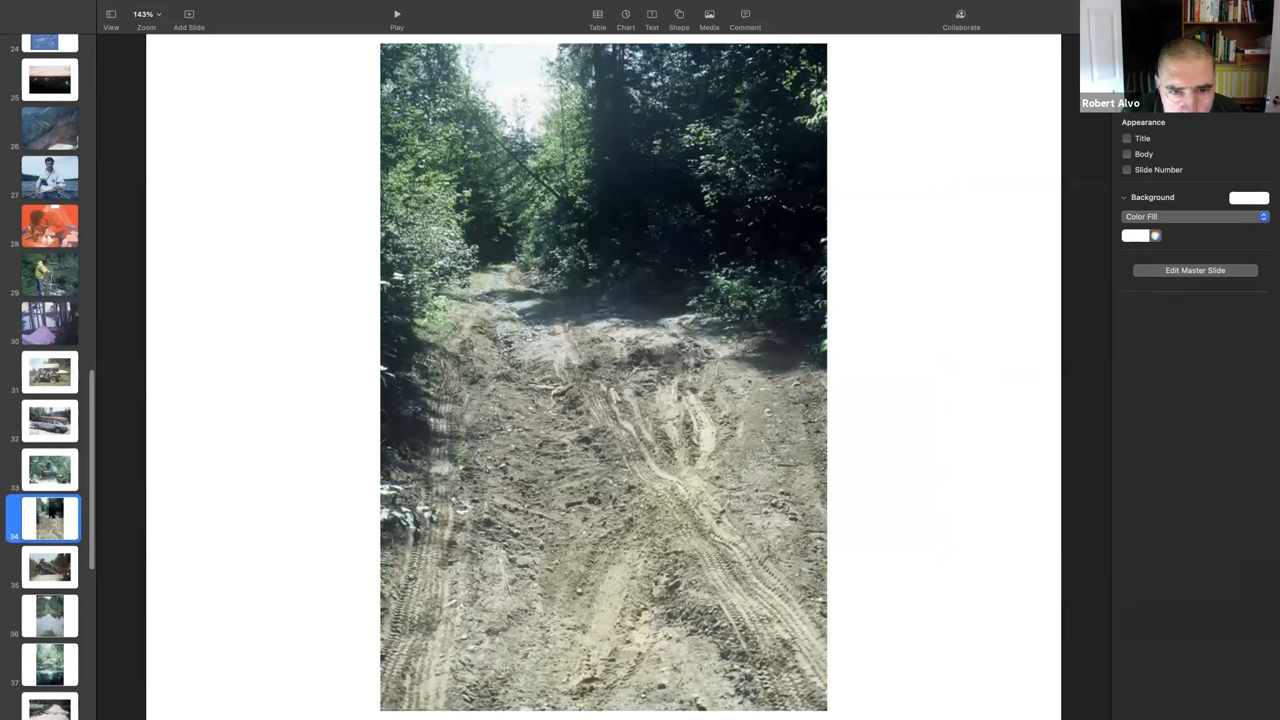 143%
View
Zoom
Add Slide
Play
Table
Chart
Text
Shape
Media
Comment
Collaborate
Robert Alvo
Appearance
Title
Body
Slide Number
Background
Color Fill
Edit Master Slide
24
25
26
27
28
29
30
31
32
33
34
35
36
37